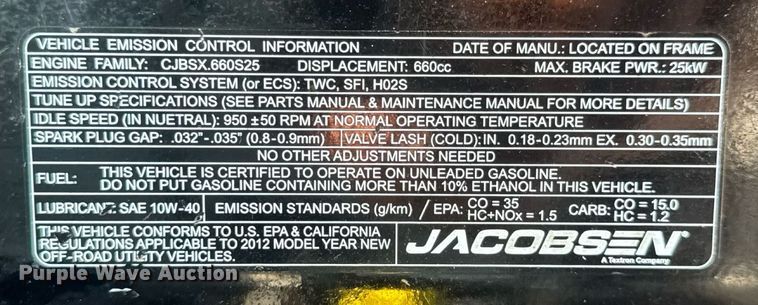 VEHICLE EMISSION CONTROL INFORMATION DATE OF MANU.: LOCATED ON FRAME
ENGINE FAMILY: CJBSX.660S25 DISPLACEMENT: 660cc MAX. BRAKE PWR.: 25kW
EMISSION CONTROL SYSTEM (or ECS): TWC, SFI, H02S
TUNE UP SPECIFICATIONS (SEE PARTS MANUAL & MAINTENANCE MANUAL FOR MORE DETAILS)
IDLE SPEED (IN NUETRAL): 950 ±50 RPM AT NORMAL OPERATING TEMPERATURE
SPARK PLUG GAP: .032"-.035"(0.8-0.9mm) VALVE LASH (COLD): IN. 0.18-0.23mm EX. 0.30-0.35mm
NO OTHER ADJUSTMENTS NEEDED
FUEL: THIS VEHICLE IS CERTIFIED TO OPERATE ON UNLEADED GASOLINE.
DO NOT PUT GASOLINE CONTAINING MORE THAN 10% ETHANOL IN THIS VEHICLE.
LUBRICANT: SAE 10W-40 EMISSION STANDARDS (g/km) / EPA: CO = 35 CARB: CO = 15.0
HC+NOx = 1.5 HC = 1.2
THIS VEHICLE CONFORMS TO U.S. EPA & CALIFORNIA
REGULATIONS APPLICABLE TO 2012 MODEL YEAR NEW
OFF-ROAD UTILITY VEHICLES.
JACOBSEN
A Textron Company
Purple Wave Auction